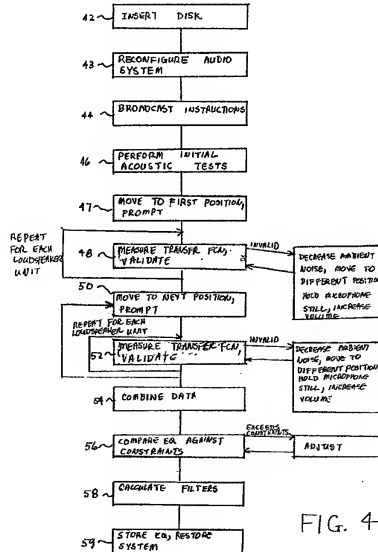 42
INSERT DISK
43
RECONFIGURE AUDIO
SYSTEM
44
BROADCAST INSTRUCTIONS
46
PERFORM INITIAL
ACOUSTIC TESTS
47
MOVE TO FIRST POSITION,
PROMPT
REPEAT
FOR EACH
LOUDSPEAKER
UNIT
48
MEASURE TRANSFR FCN,
VALIDATE
INVALID
DECREASE AMBIENT
NOISE, MOVE TO
DIFFERENT POSITION
HOLD MICROPHONE
STILL, INCREASE
VOLUME
50
MOVE TO NEXT POSITION,
PROMPT
REPEAT FOR EACH
LOUDSPEAKER UNIT
52
MEASURE TRANSFER FCN,
VALIDATE
INVALID
DECREASE AMBIENT
NOISE, MOVE TO
DIFFERENT POSITION
HOLD MICROPHONE
STILL, INCREASE
VOLUME
54
COMBINE DATA
56
COMPARE EQ AGAINST
CONSTRAINTS
EXCEEDS
CONSTRAINTS
ADJUST
58
CALCULATE FILTERS
59
STORE EQ, RESTORE
SYSTEM
FIG. 4